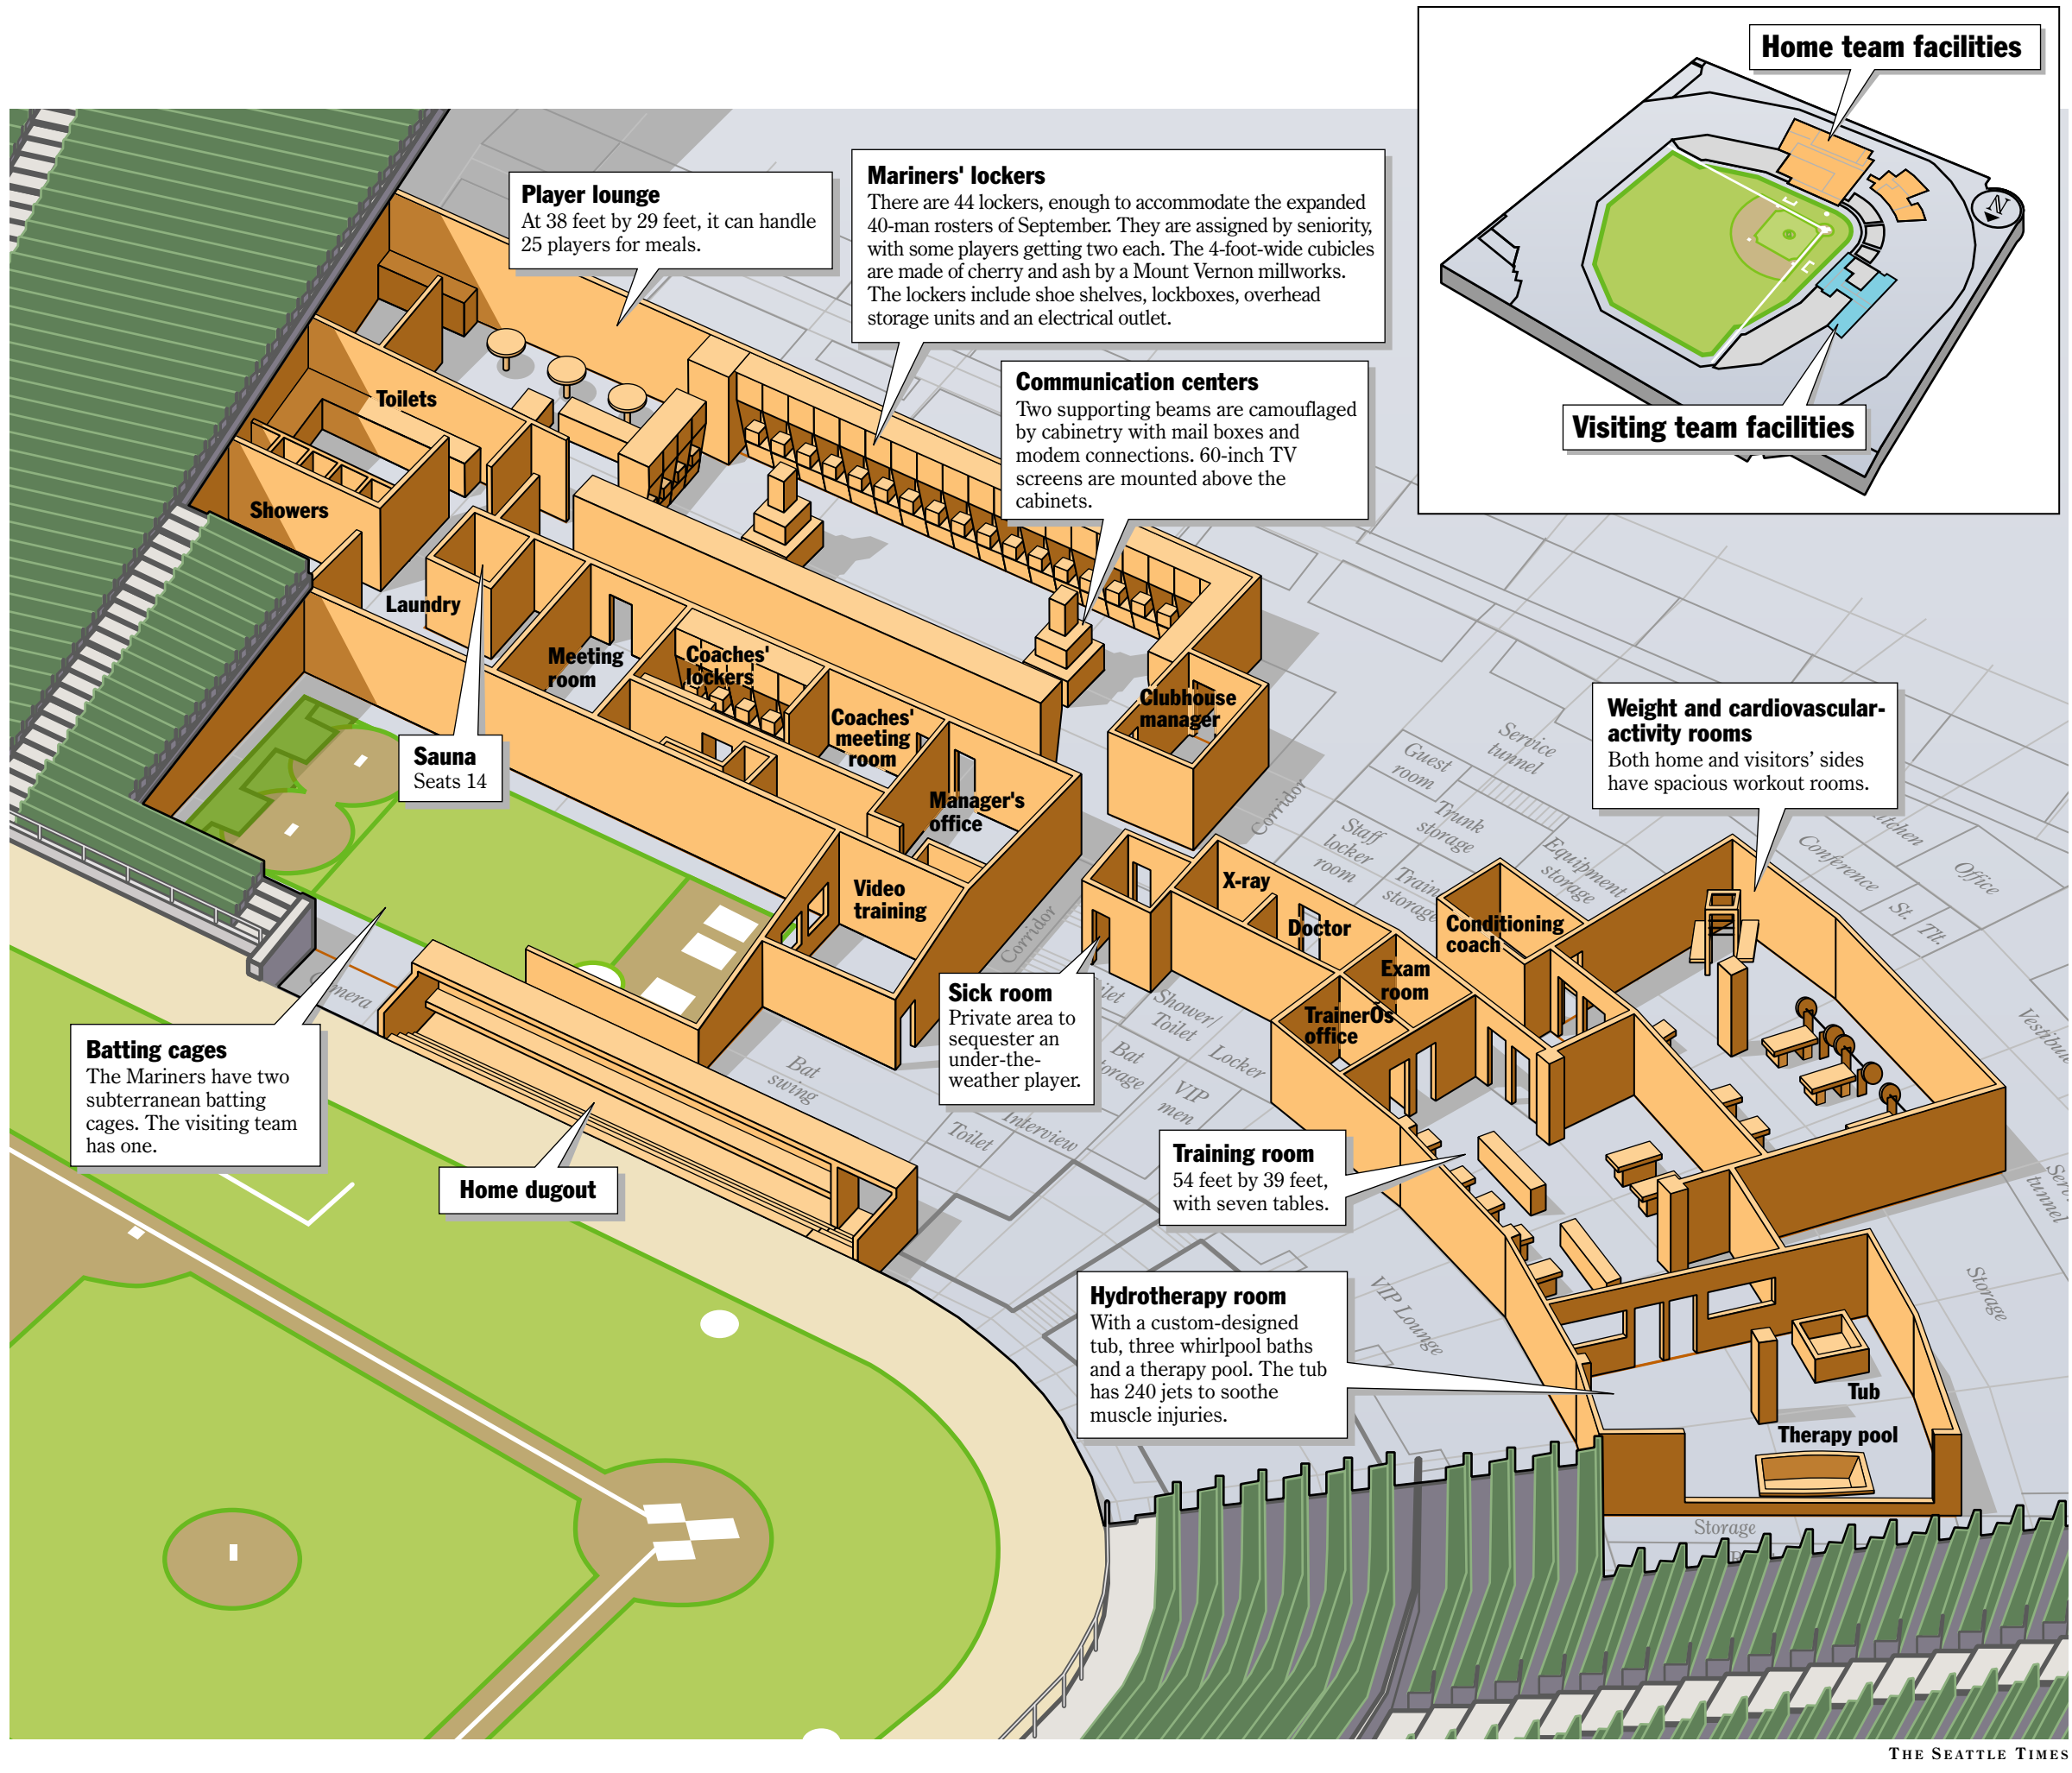 Home team facilities
N
Visiting team facilities
Player lounge
At 38 feet by 29 feet, it can handle
25 players for meals.
Mariners' lockers
There are 44 lockers, enough to accommodate the expanded
40-man rosters of September. They are assigned by seniority,
with some players getting two each. The 4-foot-wide cubicles
are made of cherry and ash by a Mount Vernon millworks.
The lockers include shoe shelves, lockboxes, overhead
storage units and an electrical outlet.
Communication centers
Two supporting beams are camouflaged
by cabinetry with mail boxes and
modem connections. 60-inch TV
screens are mounted above the
cabinets.
Toilets
Showers
Laundry
Meeting
room
Coaches'
lockers
Coaches'
meeting
room
Clubhouse
manager
Manager's
office
Video
training
Sauna
Seats 14
Weight and cardiovascular-
activity rooms
Both home and visitors' sides
have spacious workout rooms.
Service
tunnel
Guest
room
Trunk
storage
Corridor
Staff
locker
room
Equipment
storage
Conference
Office
St.
Tlt.
X-ray
Doctor
Conditioning
coach
Exam
room
TrainerÕs
office
Corridor
Sick room
Private area to
sequester an
under-the-
weather player.
Shower/
Toilet
Locker
Bat
VIP
men
Bat
swing
Interview
Toilet
Batting cages
The Mariners have two
subterranean batting
cages. The visiting team
has one.
Home dugout
Training room
54 feet by 39 feet,
with seven tables.
tunnel
Storage
VIP Lounge
Hydrotherapy room
With a custom-designed
tub, three whirlpool baths
and a therapy pool. The tub
has 240 jets to soothe
muscle injuries.
Tub
Therapy pool
Storage
THE SEATTLE TIMES